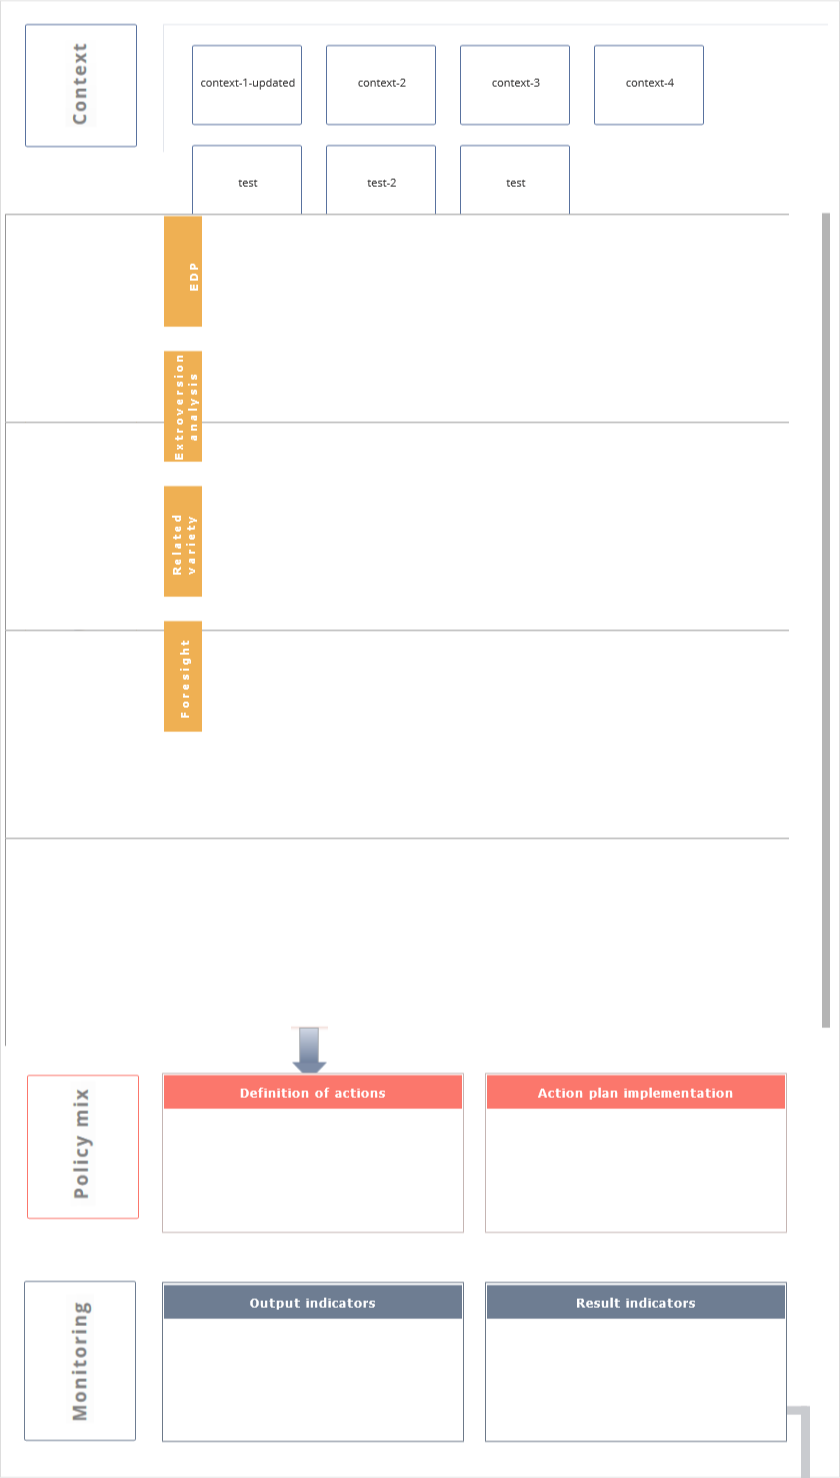 Context
context-1-updated
context-2
context-3
context-4
test
test-2
test
EDP
Extroversion
analysis
Related
variety
Foresight
Policy mix
Definition of actions
Action plan implementation
Monitoring
Output indicators
Result indicators